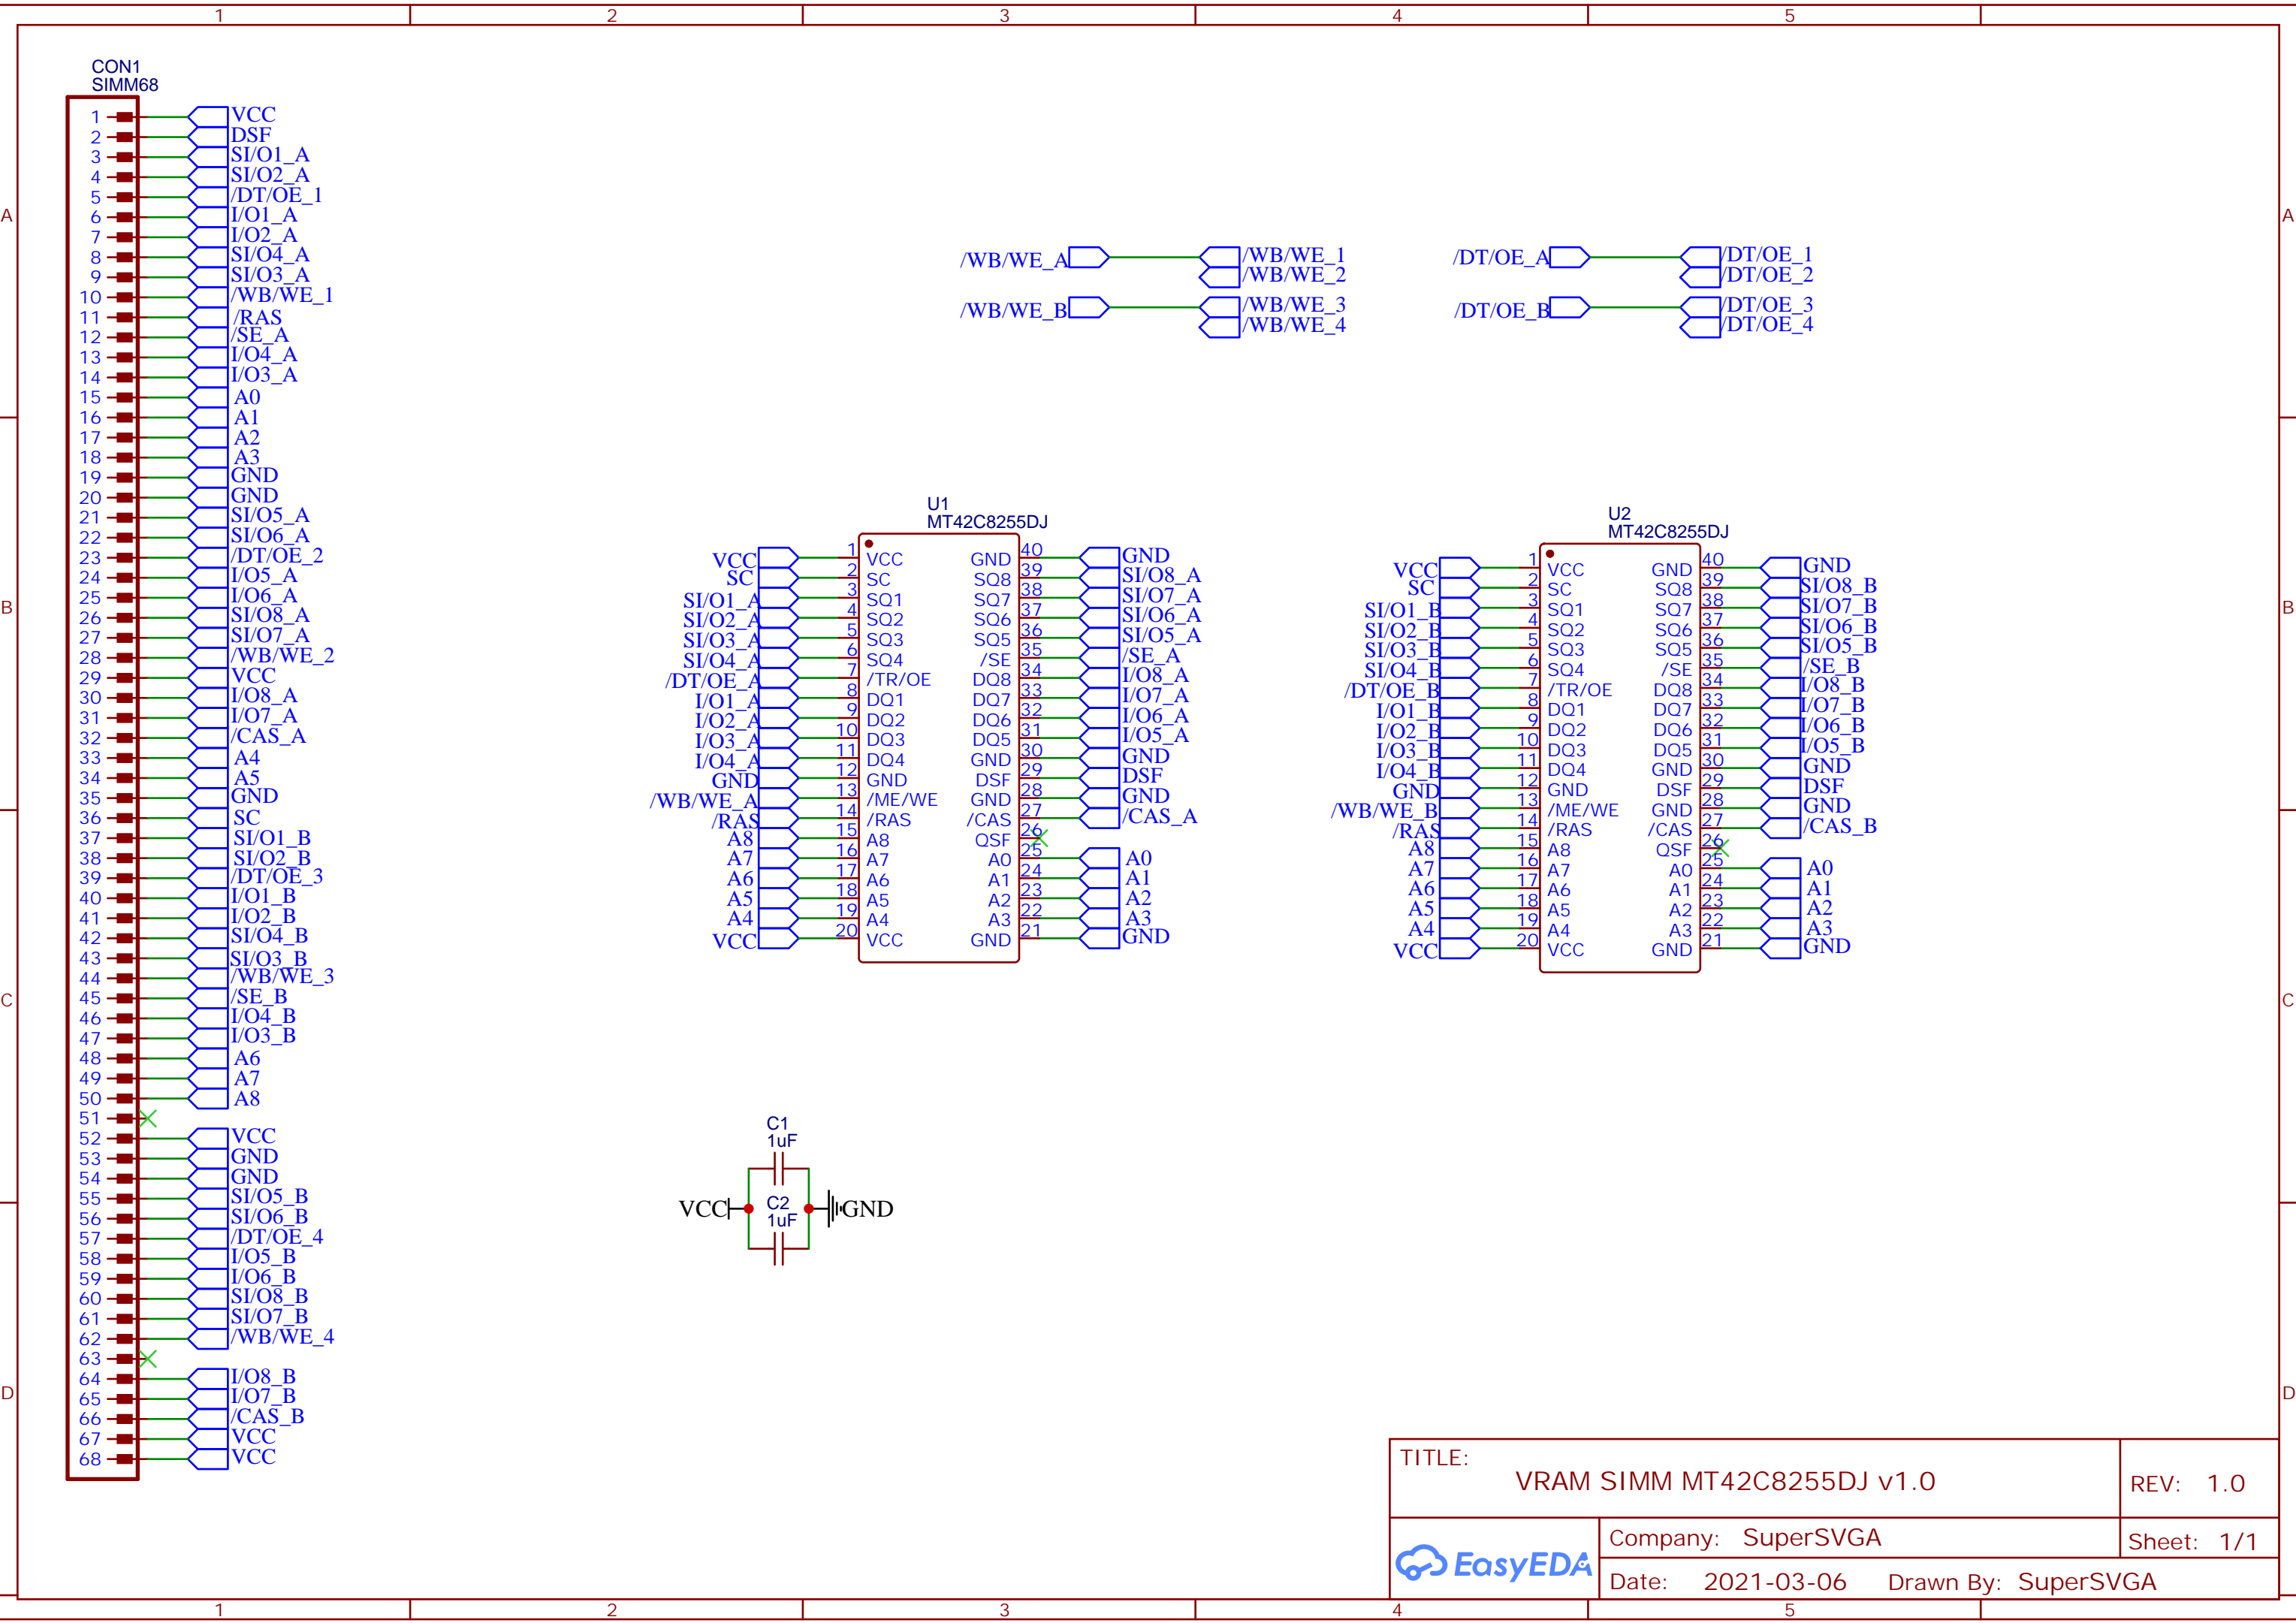 1 2 3 4 5
A
B
C
D
A
B
C
D
CON1
SIMM68
1 VCC
2 DSF
3 SI/O1_A
4 SI/O2_A
5 /DT/OE_1
6 I/O1_A
7 I/O2_A
8 SI/O4_A
9 SI/O3_A
10 /WB/WE_1
11 /RAS
12 /SE_A
13 I/O4_A
14 I/O3_A
15 A0
16 A1
17 A2
18 A3
19 GND
20 GND
21 SI/O5_A
22 SI/O6_A
23 /DT/OE_2
24 I/O5_A
25 I/O6_A
26 SI/O8_A
27 SI/O7_A
28 /WB/WE_2
29 VCC
30 I/O8_A
31 I/O7_A
32 /CAS_A
33 A4
34 A5
35 GND
36 SC
37 SI/O1_B
38 SI/O2_B
39 /DT/OE_3
40 I/O1_B
41 I/O2_B
42 SI/O4_B
43 SI/O3_B
44 /WB/WE_3
45 /SE_B
46 I/O4_B
47 I/O3_B
48 A6
49 A7
50 A8
51
52 VCC
53 GND
54 GND
55 SI/O5_B
56 SI/O6_B
57 /DT/OE_4
58 I/O5_B
59 I/O6_B
60 SI/O8_B
61 SI/O7_B
62 /WB/WE_4
63
64 I/O8_B
65 I/O7_B
66 /CAS_B
67 VCC
68 VCC
/WB/WE_A /WB/WE_1
/WB/WE_2
/WB/WE_B /WB/WE_3
/WB/WE_4
/DT/OE_A /DT/OE_1
/DT/OE_2
/DT/OE_B /DT/OE_3
/DT/OE_4
U1
MT42C8255DJ
VCC 1 VCC GND 40 GND
SC 2 SC SQ8 39 SI/O8_A
SI/O1_A 3 SQ1 SQ7 38 SI/O7_A
SI/O2_A 4 SQ2 SQ6 37 SI/O6_A
SI/O3_A 5 SQ3 SQ5 36 SI/O5_A
SI/O4_A 6 SQ4 /SE 35 /SE_A
/DT/OE_A 7 /TR/OE DQ8 34 I/O8_A
I/O1_A 8 DQ1 DQ7 33 I/O7_A
I/O2_A 9 DQ2 DQ6 32 I/O6_A
I/O3_A 10 DQ3 DQ5 31 I/O5_A
I/O4_A 11 DQ4 GND 30 GND
GND 12 GND DSF 29 DSF
/WB/WE_A 13 /ME/WE GND 28 GND
/RAS 14 /RAS /CAS 27 /CAS_A
A8 15 A8 QSF 26
A7 16 A7 A0 25 A0
A6 17 A6 A1 24 A1
A5 18 A5 A2 23 A2
A4 19 A4 A3 22 A3
VCC 20 VCC GND 21 GND
U2
MT42C8255DJ
VCC 1 VCC GND 40 GND
SC 2 SC SQ8 39 SI/O8_B
SI/O1_B 3 SQ1 SQ7 38 SI/O7_B
SI/O2_B 4 SQ2 SQ6 37 SI/O6_B
SI/O3_B 5 SQ3 SQ5 36 SI/O5_B
SI/O4_B 6 SQ4 /SE 35 /SE_B
/DT/OE_B 7 /TR/OE DQ8 34 I/O8_B
I/O1_B 8 DQ1 DQ7 33 I/O7_B
I/O2_B 9 DQ2 DQ6 32 I/O6_B
I/O3_B 10 DQ3 DQ5 31 I/O5_B
I/O4_B 11 DQ4 GND 30 GND
GND 12 GND DSF 29 DSF
/WB/WE_B 13 /ME/WE GND 28 GND
/RAS 14 /RAS /CAS 27 /CAS_B
A8 15 A8 QSF 26
A7 16 A7 A0 25 A0
A6 17 A6 A1 24 A1
A5 18 A5 A2 23 A2
A4 19 A4 A3 22 A3
VCC 20 VCC GND 21 GND
C1
1uF
VCC C2 GND
1uF
TITLE:
VRAM SIMM MT42C8255DJ v1.0
REV: 1.0
EasyEDA
Company: SuperSVGA
Sheet: 1/1
Date: 2021-03-06 Drawn By: SuperSVGA
1 2 3 4 5